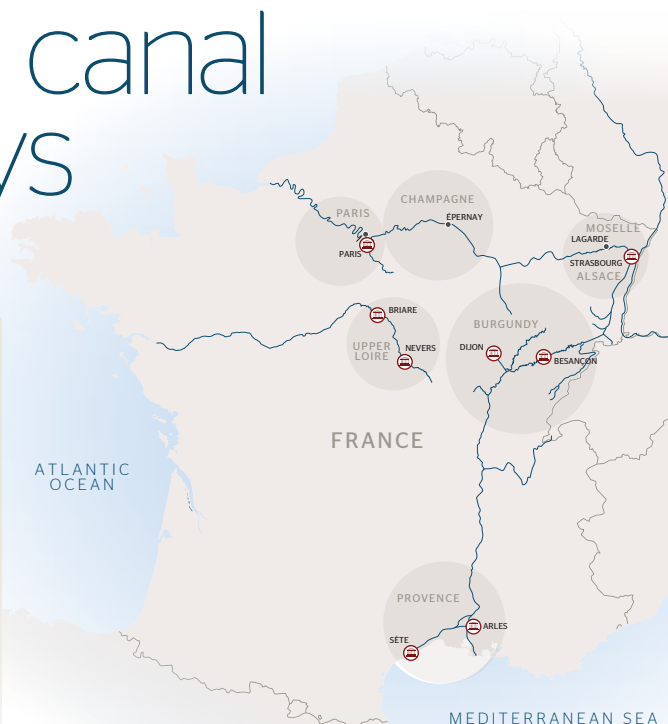 canal
ys
CHAMPAGNE
PARIS
ÉPERNAY
MOSELLE
LAGARDE
PARIS
STRASBOURG
ALSACE
BRIARE
BURGUNDY
UPPER
LOIRE
NEVERS
DIJON
BESANÇON
FRANCE
ATLANTIC
OCEAN
PROVENCE
ARLES
SÈTE
MEDITERRANEAN SEA